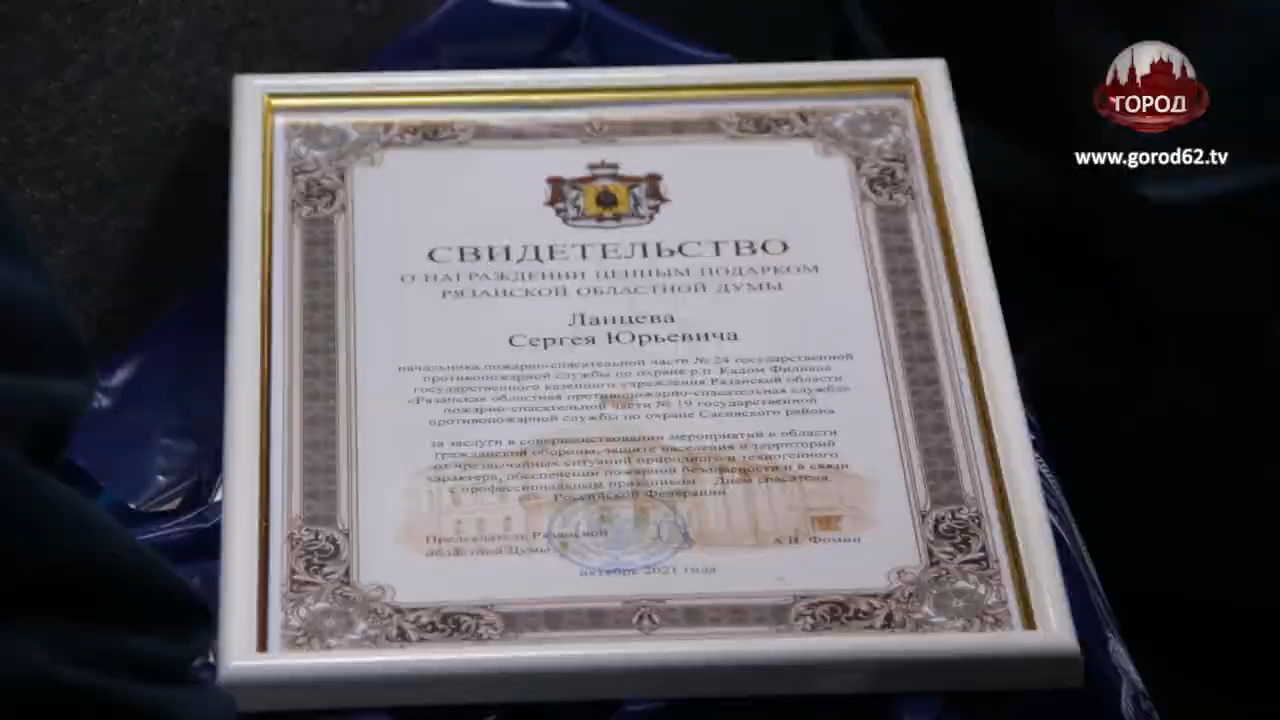 ГОРОД
www.gorod62.tv
СВИДЕТЕЛЬСТВО
О НАГРАЖДЕНИИ ЦЕННЫМ ПОДАРКОМ
РЯЗАНСКОЙ ОБЛАСТНОЙ ДУМЫ
Ланцева
Сергея Юрьевича
начальника пожарно-спасательной части № 24 государственной
противопожарной службы по охране р.п. Кадом Филиала
государственного казенного учреждения Рязанской области
«Рязанская областная противопожарно-спасательная служба»
пожарно-спасательной части № 19 государственной
противопожарной службы по охране Сасовского района
за заслуги в совершенствовании мероприятий в области
гражданской обороны, защите населения и территорий
от чрезвычайных ситуаций природного и техногенного
характера, обеспечении пожарной безопасности и в связи
с профессиональным праздником – Днем спасателя
Российской Федерации
Председатель Рязанской
областной Думы
А.И. Фомин
октябрь 2021 года